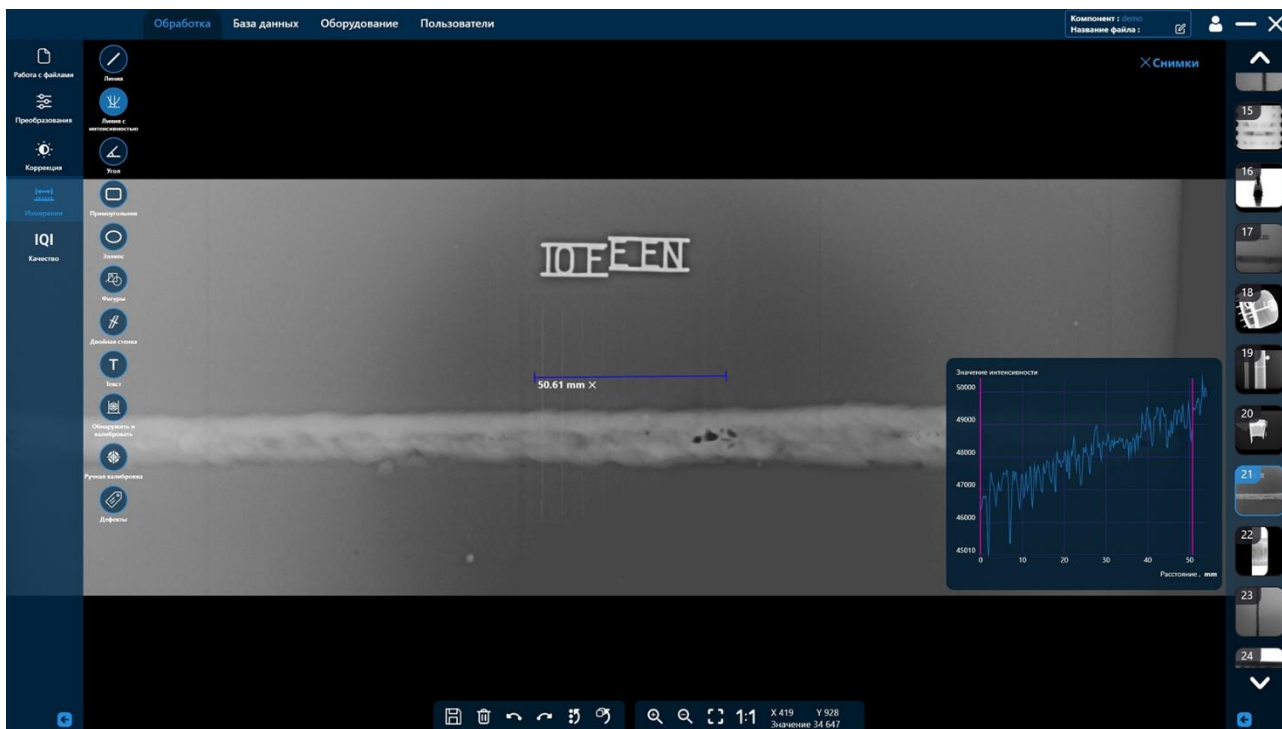 Обработка База данных Оборудование Пользователи
Компонент : demo
Название файла :
Работа с файлами
Преобразования
Коррекция
Измерения
IQI
Качество
Линия
Линия с интенсивностью
Угол
Прямоугольник
Эллипс
Фигуры
Двойная стенка
T
Текст
Обнаружить и калибровать
Ручная калибровка
Дефекты
10 FE EN
50.61 mm
Снимки
15
16
17
18
19
20
21
22
23
24
Значение интенсивности
50000
49000
48000
47000
46000
45010
0 10 20 30 40 50
Расстояние , mm
1:1
X 419 Y 928
Значение 34 647